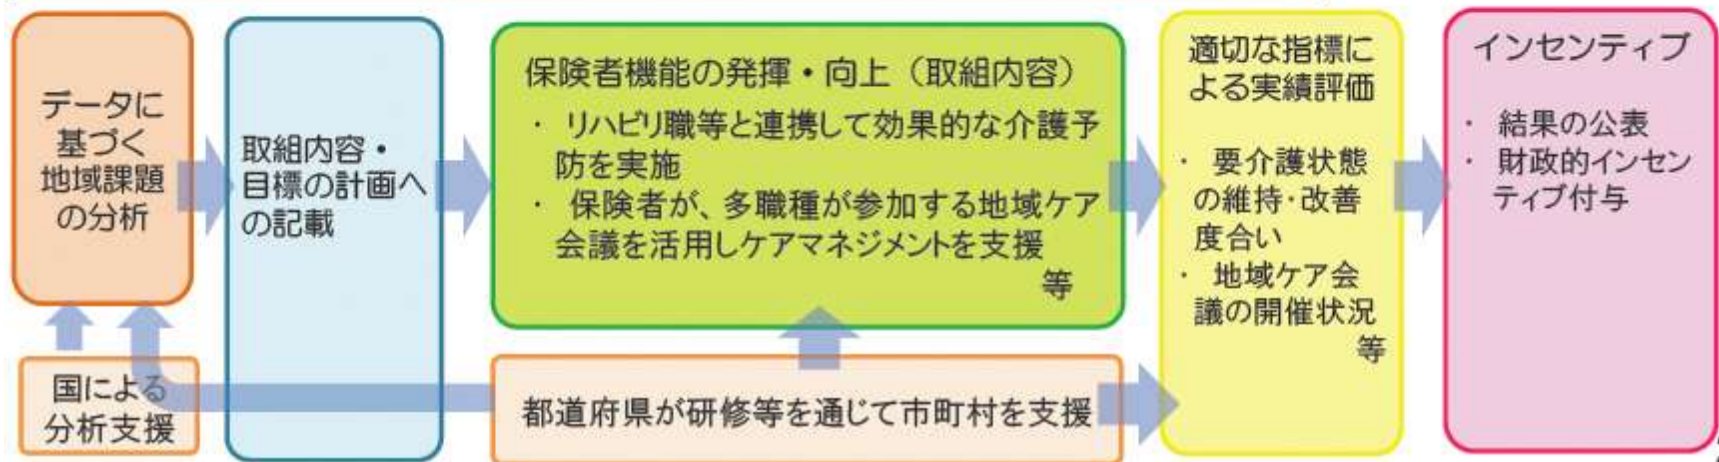 データに
基づく
地域課題
の分析
国による
分析支援
取組内容・
目標の計画へ
の記載
保険者機能の発揮・向上（取組内容）
・ リハビリ職等と連携して効果的な介護予
防を実施
・ 保険者が、多職種が参加する地域ケア
会議を活用しケアマネジメントを支援
等
都道府県が研修等を通じて市町村を支援
適切な指標に
よる実績評価
・ 要介護状態
の維持・改善
度合い
・ 地域ケア会
議の開催状況
等
インセンティブ
・ 結果の公表
・ 財政的インセン
ティブ付与